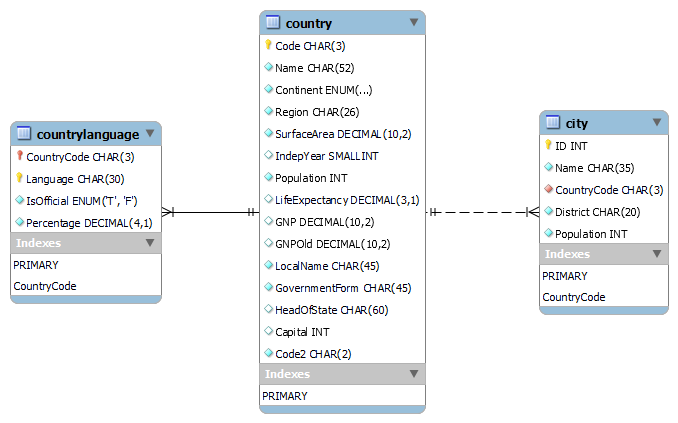 countrylanguage
CountryCode CHAR(3)
Language CHAR(30)
IsOfficial ENUM('T', 'F')
Percentage DECIMAL(4,1)
Indexes
PRIMARY
CountryCode
country
Code CHAR(3)
Name CHAR(52)
Continent ENUM(...)
Region CHAR(26)
SurfaceArea DECIMAL(10,2)
IndepYear SMALLINT
Population INT
LifeExpectancy DECIMAL(3,1)
GNP DECIMAL(10,2)
GNPOld DECIMAL(10,2)
LocalName CHAR(45)
GovernmentForm CHAR(45)
HeadOfState CHAR(60)
Capital INT
Code2 CHAR(2)
Indexes
PRIMARY
city
ID INT
Name CHAR(35)
CountryCode CHAR(3)
District CHAR(20)
Population INT
Indexes
PRIMARY
CountryCode